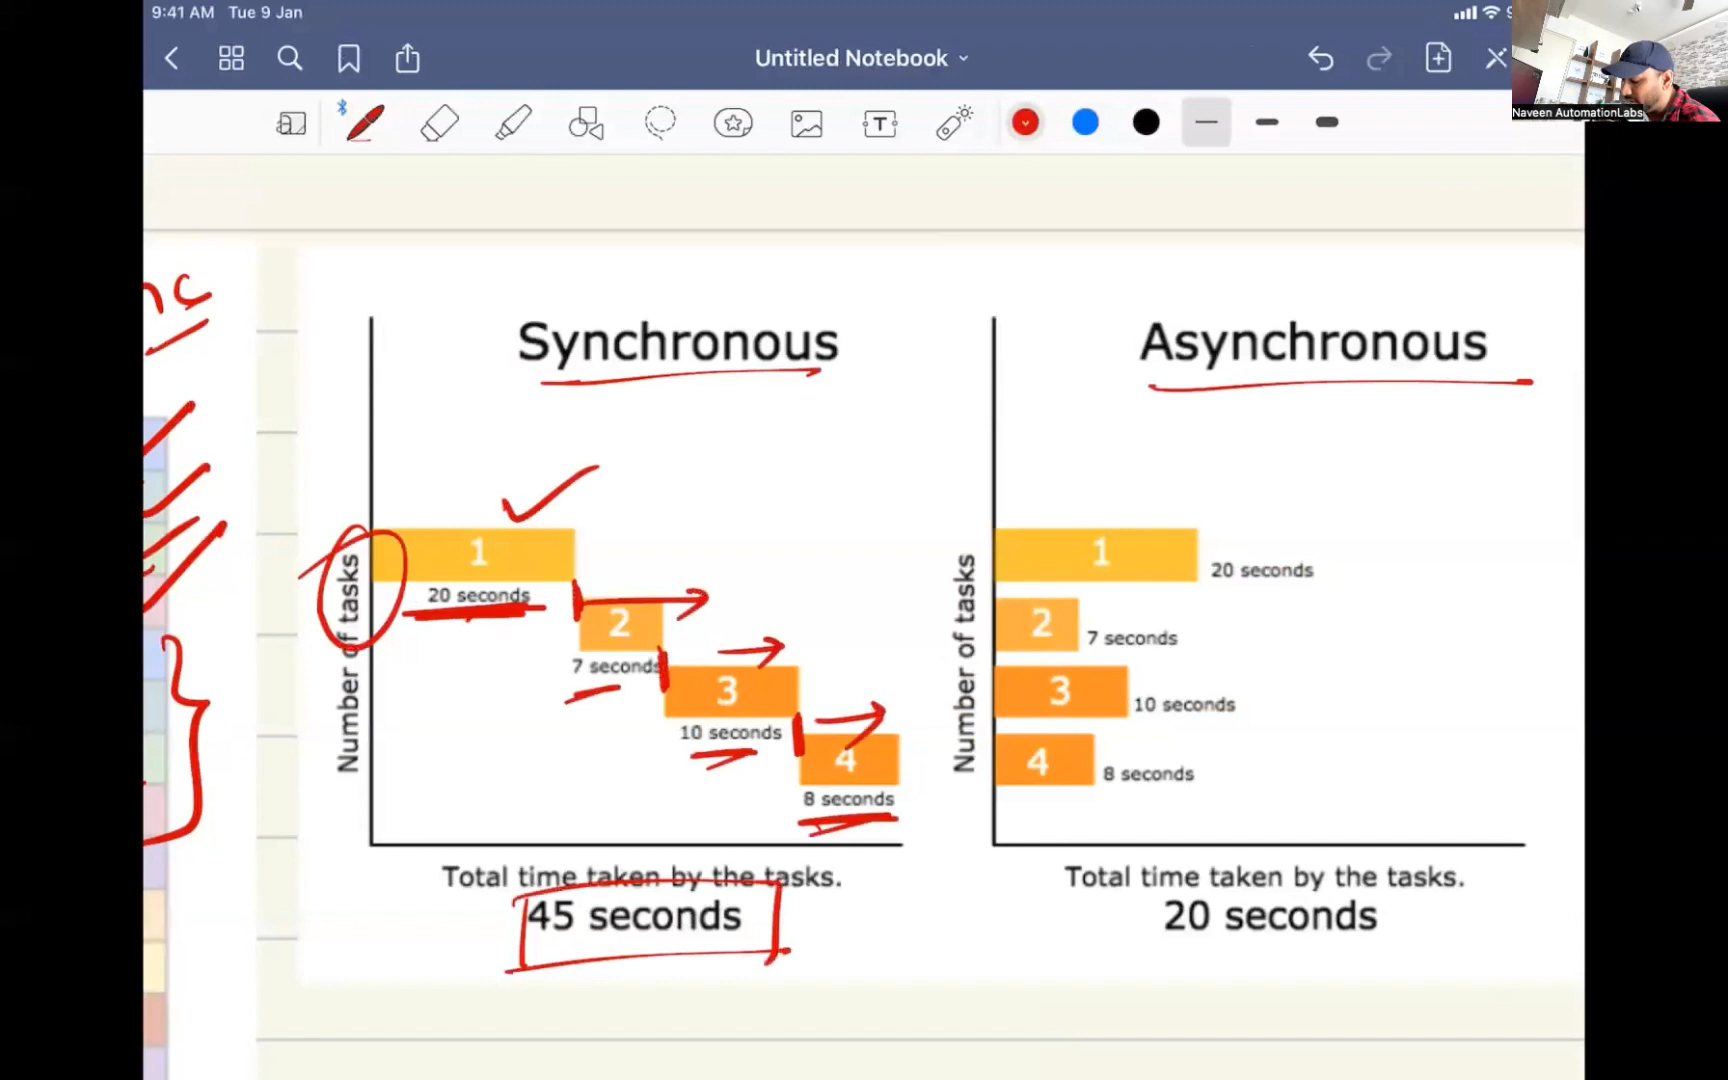 9:41 AM Tue 9 Jan
Untitled Notebook
Naveen AutomationLabs
T
Synchronous
Number of tasks
1
20 seconds
2
7 seconds
3
10 seconds
4
8 seconds
Total time taken by the tasks.
45 seconds
Asynchronous
Number of tasks
1
20 seconds
2
7 seconds
3
10 seconds
4
8 seconds
Total time taken by the tasks.
20 seconds